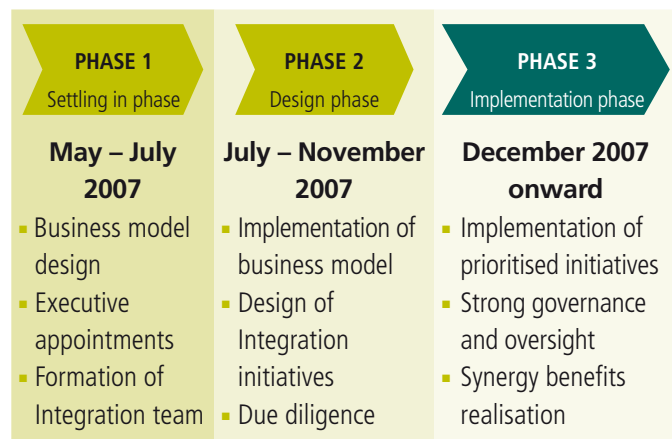 PHASE 1
Settling in phase
May – July
2007
▪ Business model
design
▪ Executive
appointments
▪ Formation of
Integration team
PHASE 2
Design phase
July – November
2007
▪ Implementation of
business model
▪ Design of
Integration
initiatives
▪ Due diligence
PHASE 3
Implementation phase
December 2007
onward
▪ Implementation of
prioritised initiatives
▪ Strong governance
and oversight
▪ Synergy benefits
realisation